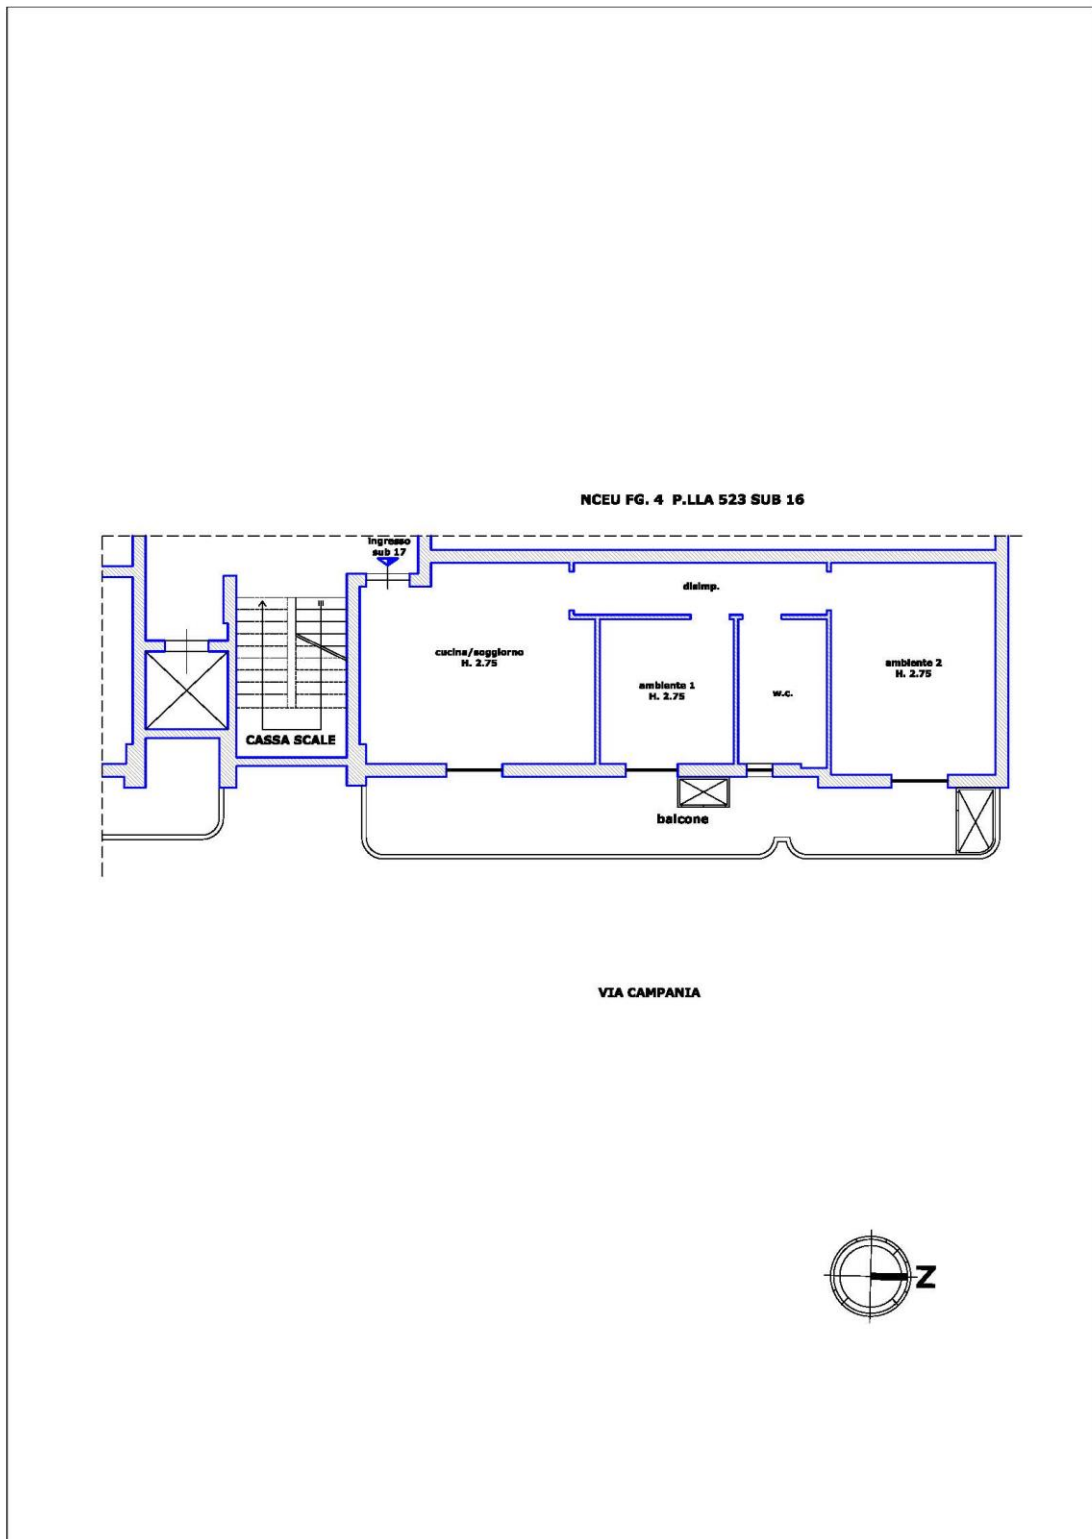 NCEU FG. 4 P.LLA 523 SUB 16
ingresso
sub 17
disimp.
cucina/soggiorno
H. 2.75
ambiente 1
H. 2.75
w.c.
ambiente 2
H. 2.75
CASSA SCALE
balcone
VIA CAMPANIA
N